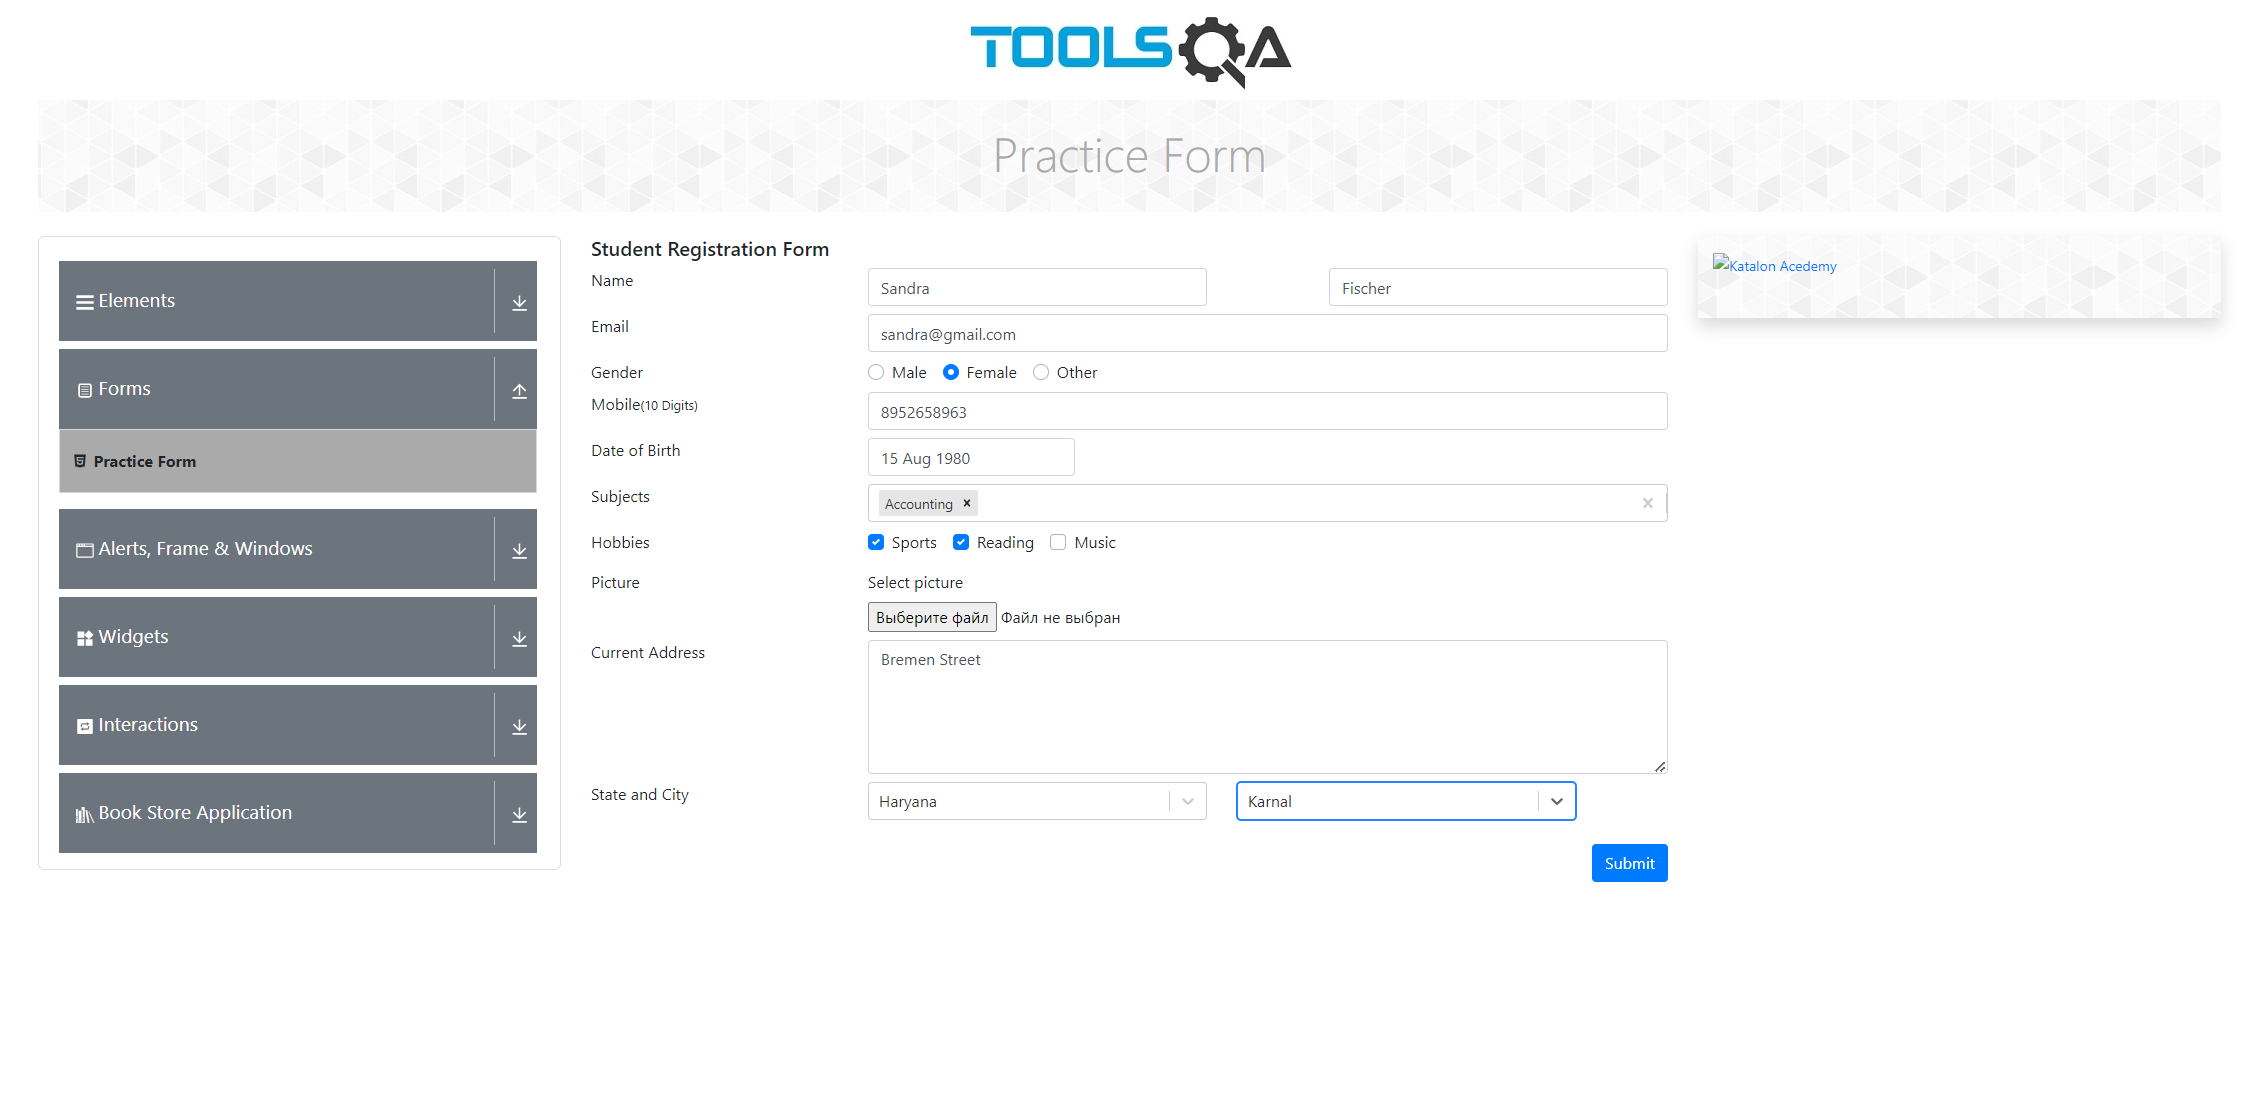 TOOLSQA
Practice Form
Elements
Forms
Practice Form
Alerts, Frame & Windows
Widgets
Interactions
Book Store Application
Student Registration Form
Name Sandra Fischer
Email sandra@gmail.com
Gender Male Female Other
Mobile(10 Digits) 8952658963
Date of Birth 15 Aug 1980
Subjects Accounting
Hobbies Sports Reading Music
Picture Select picture
Выберите файл Файл не выбран
Current Address Bremen Street
State and City Haryana Karnal
Submit
Katalon Acedemy